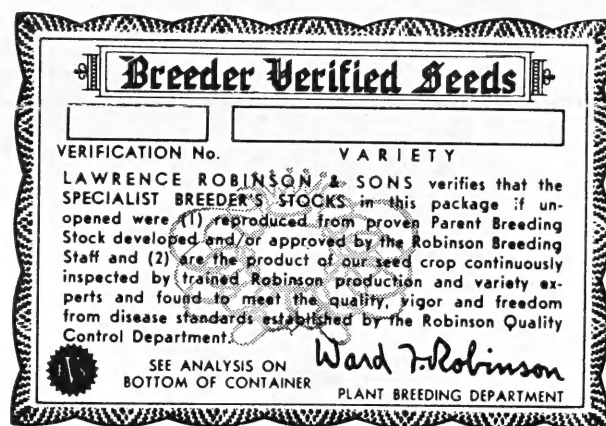 Breeder Verified Seeds
VERIFICATION No. VARIETY
LAWRENCE ROBINSON & SONS verifies that the
SPECIALIST BREEDER'S STOCKS in this package if un-
opened were (1) reproduced from proven Parent Breeding
Stock developed and/or approved by the Robinson Breeding
Staff and (2) are the product of our seed crop continuously
inspected by trained Robinson production and variety ex-
perts and found to meet the quality, vigor and freedom
from disease standards established by the Robinson Quality
Control Department.
SEE ANALYSIS ON
BOTTOM OF CONTAINER
Ward F. Robinson
PLANT BREEDING DEPARTMENT